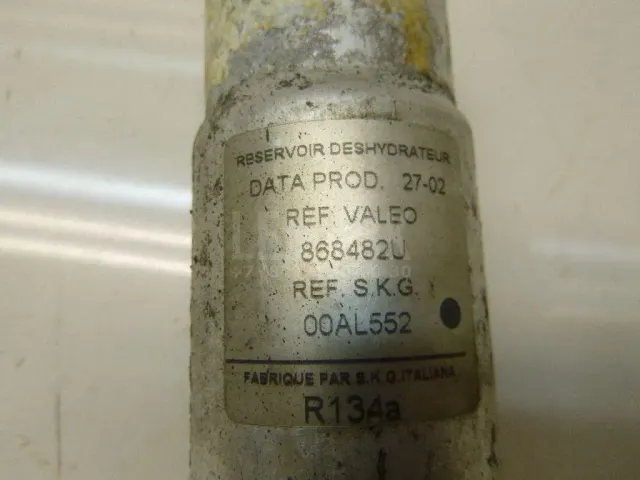 RESERVOIR DESHYDRATEUR
DATA PROD. 27-02
REF. VALEO
868482U
REF. S.K.G.
00AL552
FABRIQUE PAR S.K.G. ITALIANA
R134a